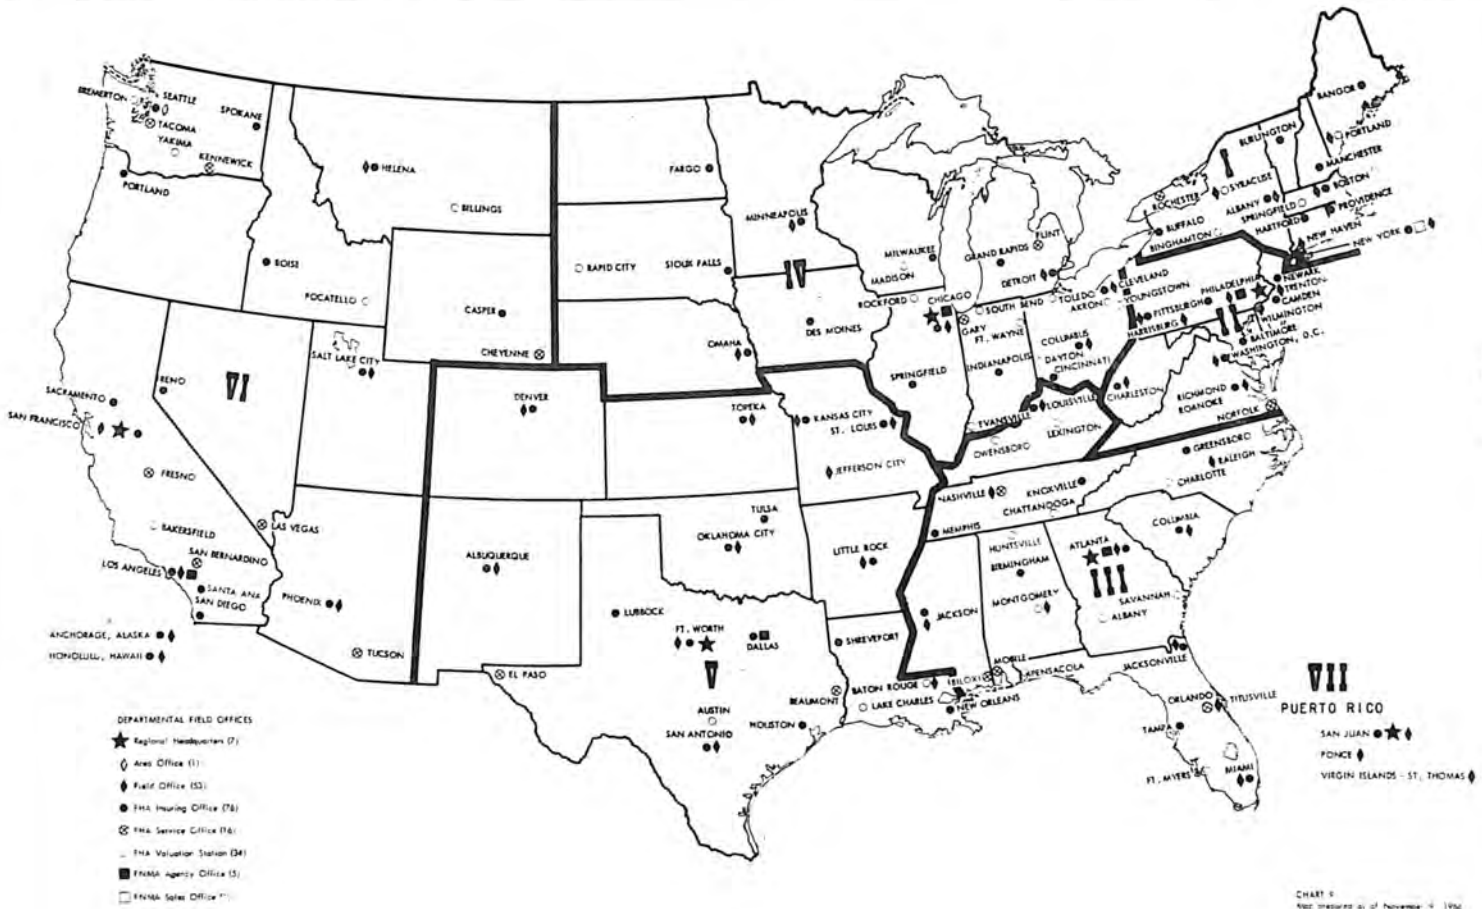 BREMERTON
SEATTLE
SPOKANE
TACOMA
YAKIMA
KENNEWICK
PORTLAND
HELENA
BILLINGS
BOISE
POCATELLO
CASPER
CHEYENNE
SALT LAKE CITY
RENO
VI
SACRAMENTO
SAN FRANCISCO
FRESNO
BAKERSFIELD
LAS VEGAS
SAN BERNARDINO
LOS ANGELES
SANTA ANA
SAN DIEGO
PHOENIX
TUCSON
ANCHORAGE, ALASKA
HONOLULU, HAWAII
FARGO
RAPID CITY
SIOUX FALLS
MINNEAPOLIS
IV
DES MOINES
OMAHA
MILWAUKEE
MADISON
ROCKFORD
CHICAGO
SPRINGFIELD
GRAND RAPIDS
FLINT
DETROIT
SOUTH BEND
GARY
FT. WAYNE
INDIANAPOLIS
EVANSVILLE
TOLEDO
CLEVELAND
AKRON
YOUNGSTOWN
COLUMBUS
DAYTON
CINCINNATI
DENVER
TOPEKA
KANSAS CITY
ST. LOUIS
JEFFERSON CITY
ALBUQUERQUE
TULSA
OKLAHOMA CITY
LITTLE ROCK
LUBBOCK
FT. WORTH
DALLAS
V
EL PASO
AUSTIN
SAN ANTONIO
HOUSTON
BEAUMONT
SHREVEPORT
BATON ROUGE
LAKE CHARLES
NEW ORLEANS
BANGOR
PORTLAND
BURLINGTON
MANCHESTER
I
ROCHESTER
SYRACUSE
ALBANY
BOSTON
SPRINGFIELD
PROVIDENCE
BUFFALO
HARTFORD
BINGHAMTON
NEW HAVEN
NEW YORK
PITTSBURGH
HARRISBURG
PHILADELPHIA
NEWARK
TRENTON
CAMDEN
WILMINGTON
II
BALTIMORE
WASHINGTON, D.C.
CHARLESTON
RICHMOND
ROANOKE
NORFOLK
LOUISVILLE
LEXINGTON
OWENSBORO
GREENSBORO
RALEIGH
CHARLOTTE
NASHVILLE
KNOXVILLE
CHATTANOOGA
MEMPHIS
HUNTSVILLE
BIRMINGHAM
MONTGOMERY
MOBILE
JACKSON
BILOXI
ATLANTA
III
SAVANNAH
ALBANY
COLUMBIA
PENSACOLA
JACKSONVILLE
ORLANDO
TITUSVILLE
TAMPA
FT. MYERS
MIAMI
VII
PUERTO RICO
SAN JUAN
PONCE
VIRGIN ISLANDS - ST. THOMAS
DEPARTMENTAL FIELD OFFICES
Regional Headquarters (7)
Area Office (1)
Field Office (53)
FHA Insuring Office (76)
FHA Service Office (16)
FHA Valuation Station (34)
FNMA Agency Office (5)
FNMA Sales Office
CHART
Map prepared as of November 9